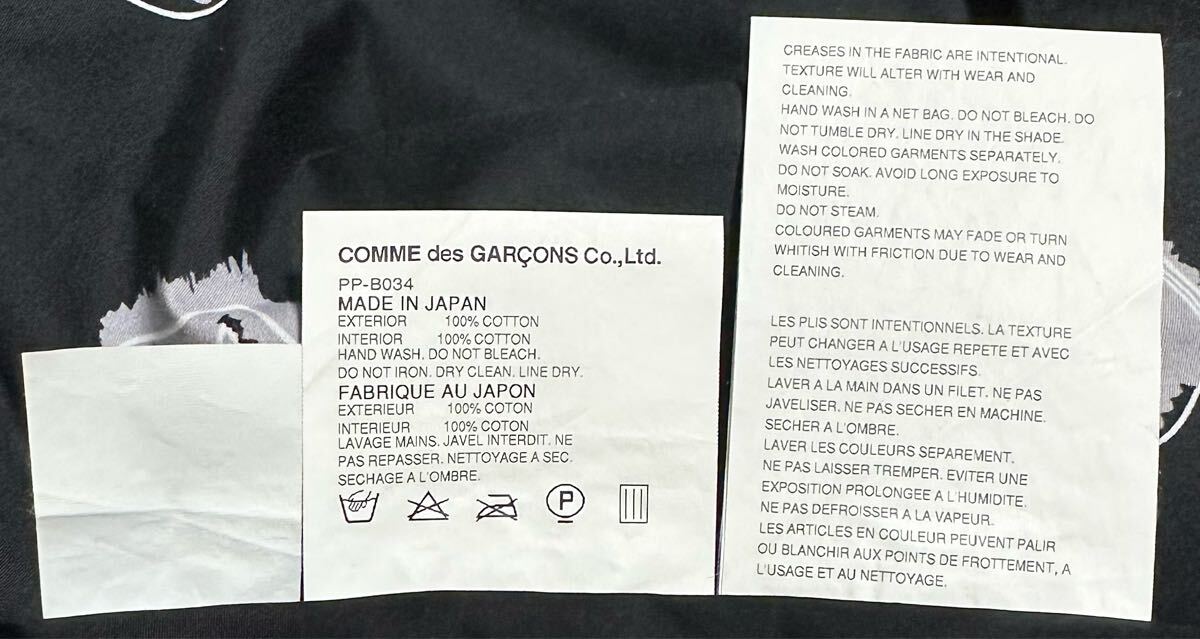 COMME des GARÇONS Co.,Ltd.
PP-B034
MADE IN JAPAN
EXTERIOR 100% COTTON
INTERIOR 100% COTTON
HAND WASH. DO NOT BLEACH.
DO NOT IRON. DRY CLEAN. LINE DRY.
FABRIQUE AU JAPON
EXTERIEUR 100% COTON
INTERIEUR 100% COTON
LAVAGE MAINS. JAVEL INTERDIT. NE
PAS REPASSER. NETTOYAGE A SEC.
SECHAGE A L'OMBRE.
P
CREASES IN THE FABRIC ARE INTENTIONAL.
TEXTURE WILL ALTER WITH WEAR AND
CLEANING.
HAND WASH IN A NET BAG. DO NOT BLEACH. DO
NOT TUMBLE DRY. LINE DRY IN THE SHADE.
WASH COLORED GARMENTS SEPARATELY.
DO NOT SOAK. AVOID LONG EXPOSURE TO
MOISTURE.
DO NOT STEAM.
COLOURED GARMENTS MAY FADE OR TURN
WHITISH WITH FRICTION DUE TO WEAR AND
CLEANING.
LES PLIS SONT INTENTIONNELS. LA TEXTURE
PEUT CHANGER A L'USAGE REPETE ET AVEC
LES NETTOYAGES SUCCESSIFS.
LAVER A LA MAIN DANS UN FILET. NE PAS
JAVELISER. NE PAS SECHER EN MACHINE.
SECHER A L'OMBRE.
LAVER LES COULEURS SEPAREMENT.
NE PAS LAISSER TREMPER. EVITER UNE
EXPOSITION PROLONGEE A L'HUMIDITE.
NE PAS DEFROISSER A LA VAPEUR.
LES ARTICLES EN COULEUR PEUVENT PALIR
OU BLANCHIR AUX POINTS DE FROTTEMENT, A
L'USAGE ET AU NETTOYAGE.